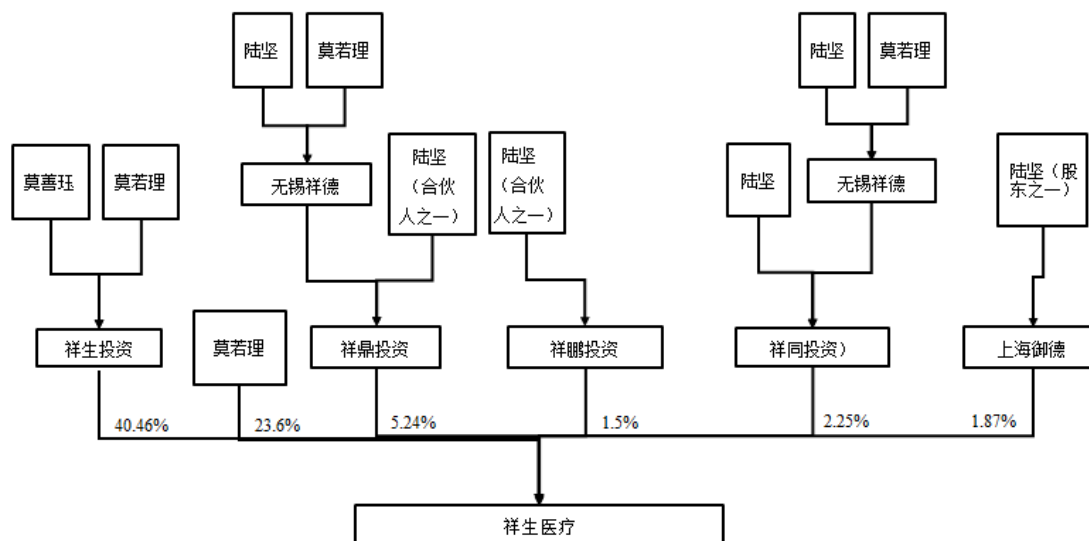 陆坚
莫若理
陆坚
莫若理
莫善珏
莫若理
无锡祥德
陆坚
（合伙
人之一）
陆坚
（合伙
人之一）
陆坚
无锡祥德
陆坚（股
东之一）
祥生投资
莫若理
祥鼎投资
祥鹏投资
祥同投资）
上海御德
40.46%
23.6%
5.24%
1.5%
2.25%
1.87%
祥生医疗